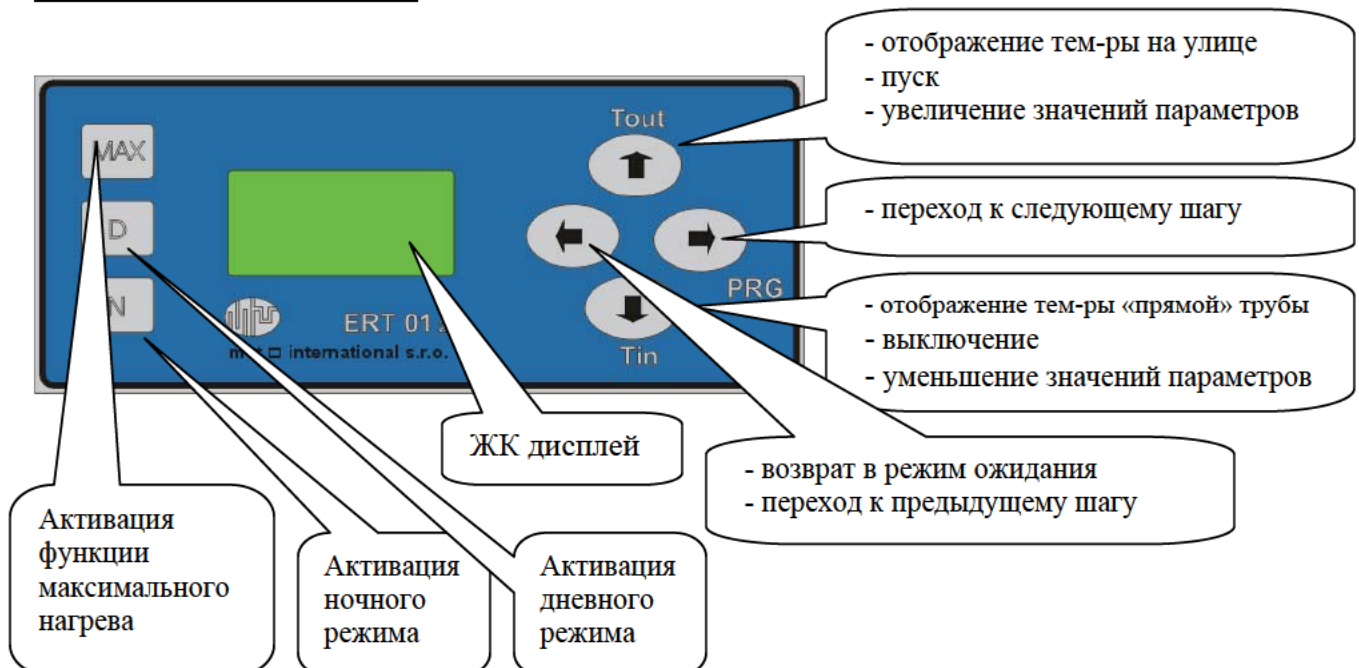 - отображение тем-ры на улице
- пуск
- увеличение значений параметров
Tout
MAX
- переход к следующему шагу
D
PRG
- отображение тем-ры «прямой» трубы
- выключение
- уменьшение значений параметров
N
ERT 01
international s.r.o.
Tin
ЖК дисплей
- возврат в режим ожидания
- переход к предыдущему шагу
Активация
функции
максимального
нагрева
Активация
ночного
режима
Активация
дневного
режима